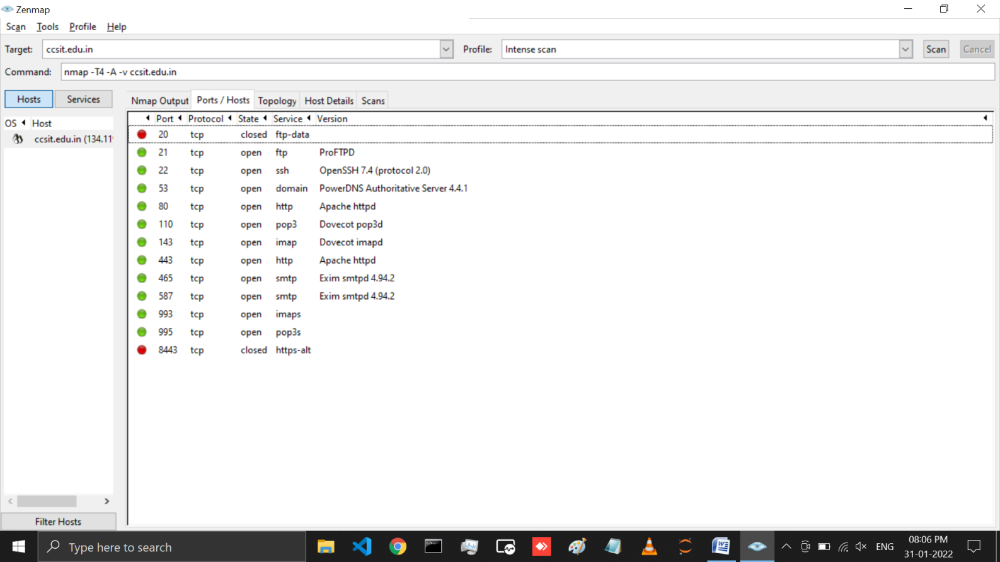 Zenmap
Scan Tools Profile Help
Target: ccsit.edu.in Profile: Intense scan Scan Cancel
Command: nmap -T4 -A -v ccsit.edu.in
Hosts Services Nmap Output Ports / Hosts Topology Host Details Scans
OS Host
ccsit.edu.in (134.119
Port Protocol State Service Version
20 tcp closed ftp-data
21 tcp open ftp ProFTPD
22 tcp open ssh OpenSSH 7.4 (protocol 2.0)
53 tcp open domain PowerDNS Authoritative Server 4.4.1
80 tcp open http Apache httpd
110 tcp open pop3 Dovecot pop3d
143 tcp open imap Dovecot imapd
443 tcp open http Apache httpd
465 tcp open smtp Exim smtpd 4.94.2
587 tcp open smtp Exim smtpd 4.94.2
993 tcp open imaps
995 tcp open pop3s
8443 tcp closed https-alt
Filter Hosts
Type here to search
ENG
08:06 PM
31-01-2022